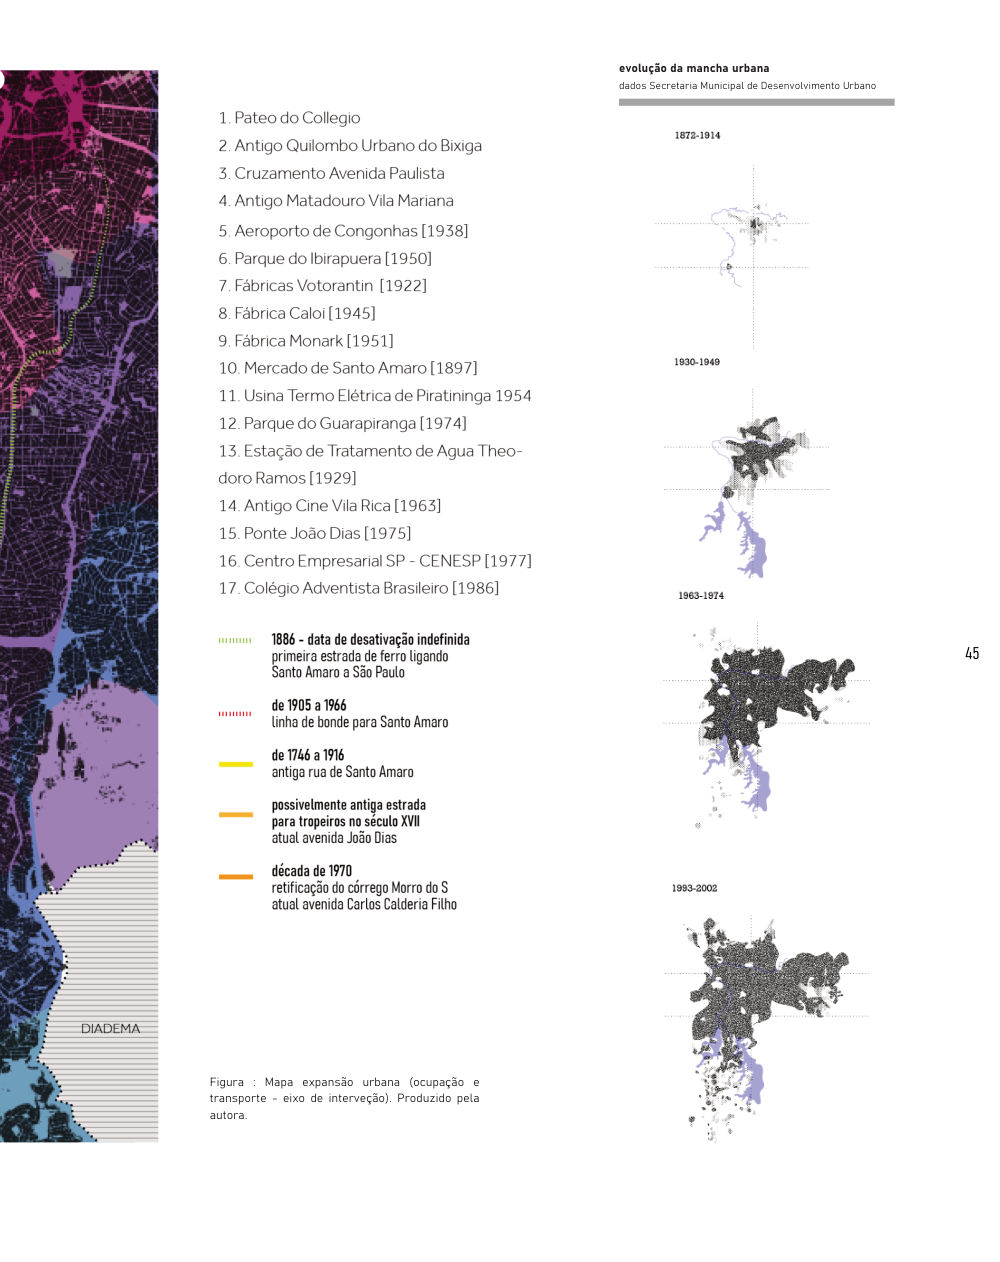 1. Pateo do Collegio
2. Antigo Quilombo Urbano do Bixiga
3. Cruzamento Avenida Paulista
4. Antigo Matadouro Vila Mariana
5. Aeroporto de Congonhas [1938]
6. Parque do Ibirapuera [1950]
7. Fábricas Votorantin [1922]
8. Fábrica Caloi [1945]
9. Fábrica Monark [1951]
10. Mercado de Santo Amaro [1897]
11. Usina Termo Elétrica de Piratininga 1954
12. Parque do Guarapiranga [1974]
13. Estação de Tratamento de Agua Theo-
doro Ramos [1929]
14. Antigo Cine Vila Rica [1963]
15. Ponte João Dias [1975]
16. Centro Empresarial SP - CENESP [1977]
17. Colégio Adventista Brasileiro [1986]
1886 - data de desativação indefinida
primeira estrada de ferro ligando
Santo Amaro a São Paulo
de 1905 a 1966
linha de bonde para Santo Amaro
de 1746 a 1916
antiga rua de Santo Amaro
possivelmente antiga estrada
para tropeiros no século XVII
atual avenida João Dias
década de 1970
retificação do córrego Morro do S
atual avenida Carlos Calderia Filho
DIADEMA
Figura : Mapa expansão urbana (ocupação e
transporte - eixo de interveção). Produzido pela
autora.
evolução da mancha urbana
dados Secretaria Municipal de Desenvolvimento Urbano
1872-1914
1930-1949
1963-1974
1993-2002
45